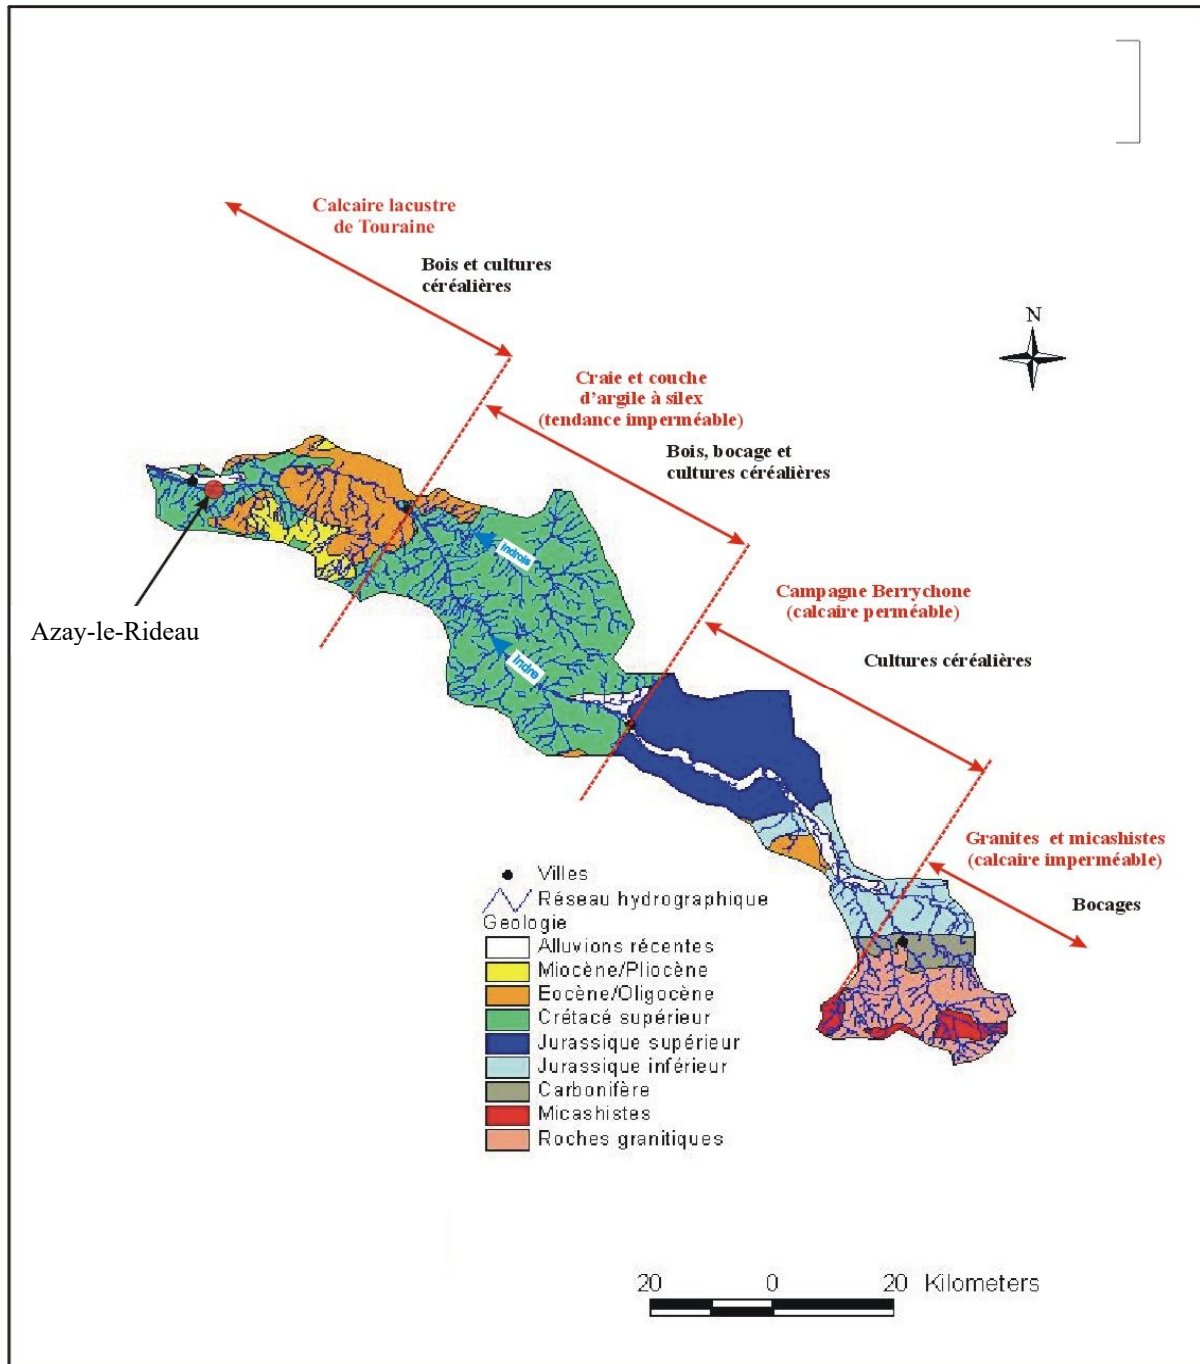 Calcaire lacustre
de Touraine
Bois et cultures
céréalières
N
Craie et couche
d'argile à silex
(tendance imperméable)
Bois, bocage et
cultures céréalières
Indrois
Campagne Berrychone
(calcaire perméable)
Azay-le-Rideau
Indre
Cultures céréalières
Granites et micashistes
(calcaire imperméable)
Bocages
Villes
Réseau hydrographique
Géologie
Alluvions récentes
Miocène/Pliocène
Eocène/Oligocène
Crétacé supérieur
Jurassique supérieur
Jurassique inférieur
Carbonifère
Micashistes
Roches granitiques
20 0 20 Kilometers